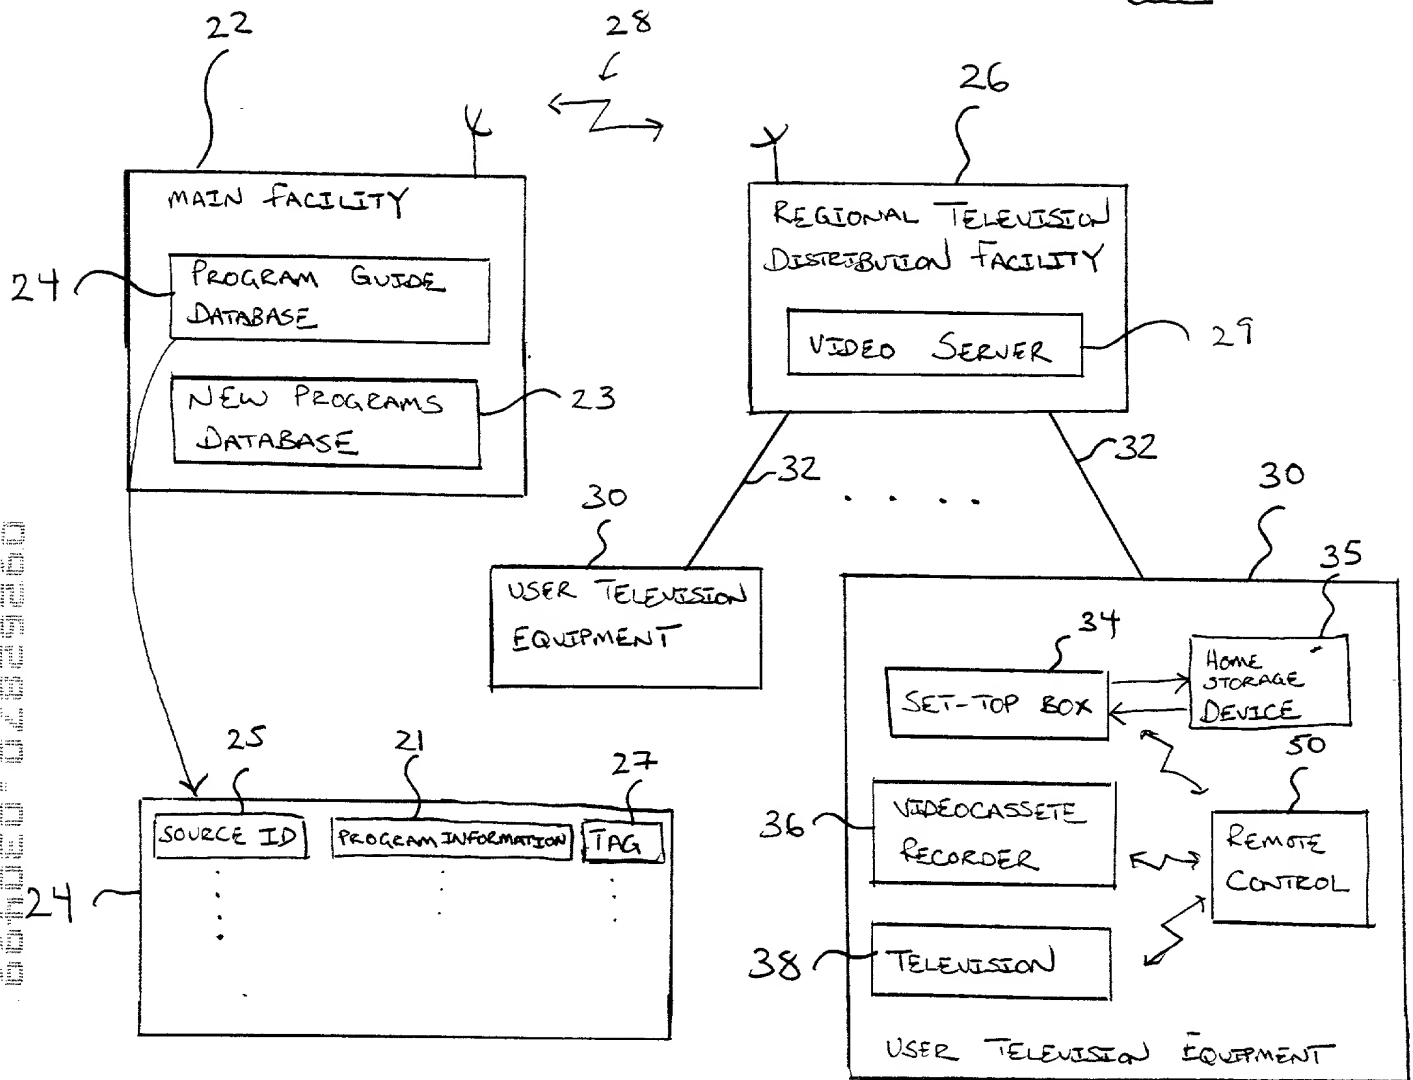 28
22
26
MAIN FACILITY
REGIONAL TELEVISION
DISTRIBUTION FACILITY
24
PROGRAM GUIDE
DATABASE
VIDEO SERVER
29
NEW PROGRAMS
DATABASE
23
32
32
30
30
35
USER TELEVISION
EQUIPMENT
34
HOME
STORAGE
DEVICE
SET-TOP BOX
25
21
27
50
SOURCE ID
PROGRAM INFORMATION
TAG
36
VIDEOCASSETE
RECORDER
REMOTE
CONTROL
24
38
TELEVISION
USER TELEVISION EQUIPMENT